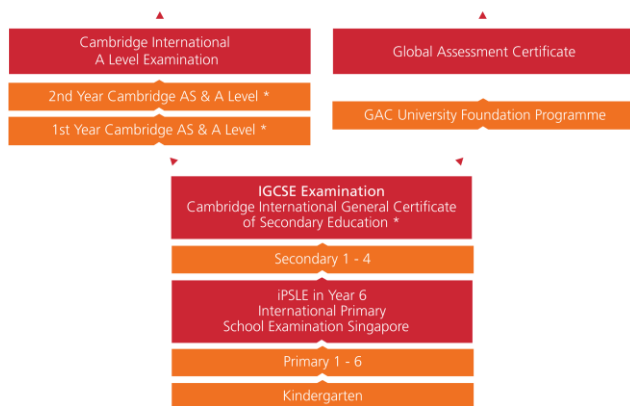 Cambridge International
A Level Examination
Global Assessment Certificate
2nd Year Cambridge AS & A Level *
GAC University Foundation Programme
1st Year Cambridge AS & A Level *
IGCSE Examination
Cambridge International General Certificate
of Secondary Education *
Secondary 1 - 4
iPSLE in Year 6
International Primary
School Examination Singapore
Primary 1 - 6
Kindergarten